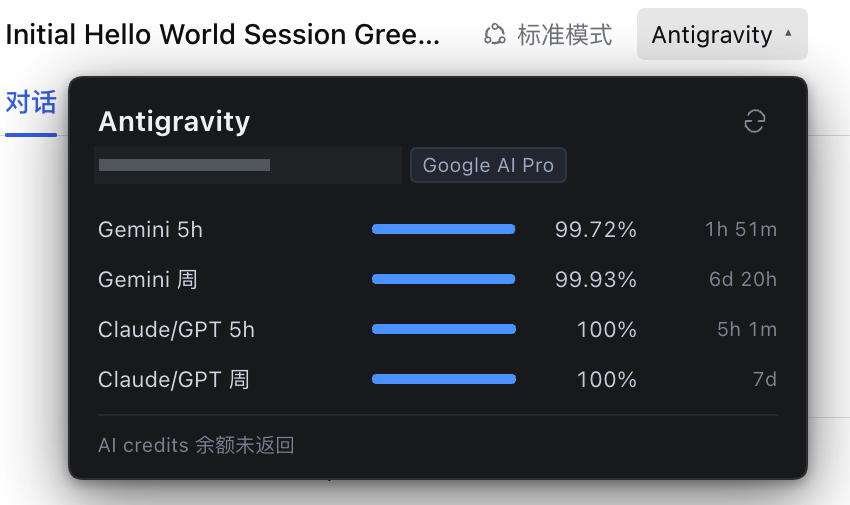 Initial Hello World Session Gree... 标准模式 Antigravity
对话
Antigravity
Google AI Pro
Gemini 5h 99.72% 1h 51m
Gemini 周 99.93% 6d 20h
Claude/GPT 5h 100% 5h 1m
Claude/GPT 周 100% 7d
AI credits 余额未返回